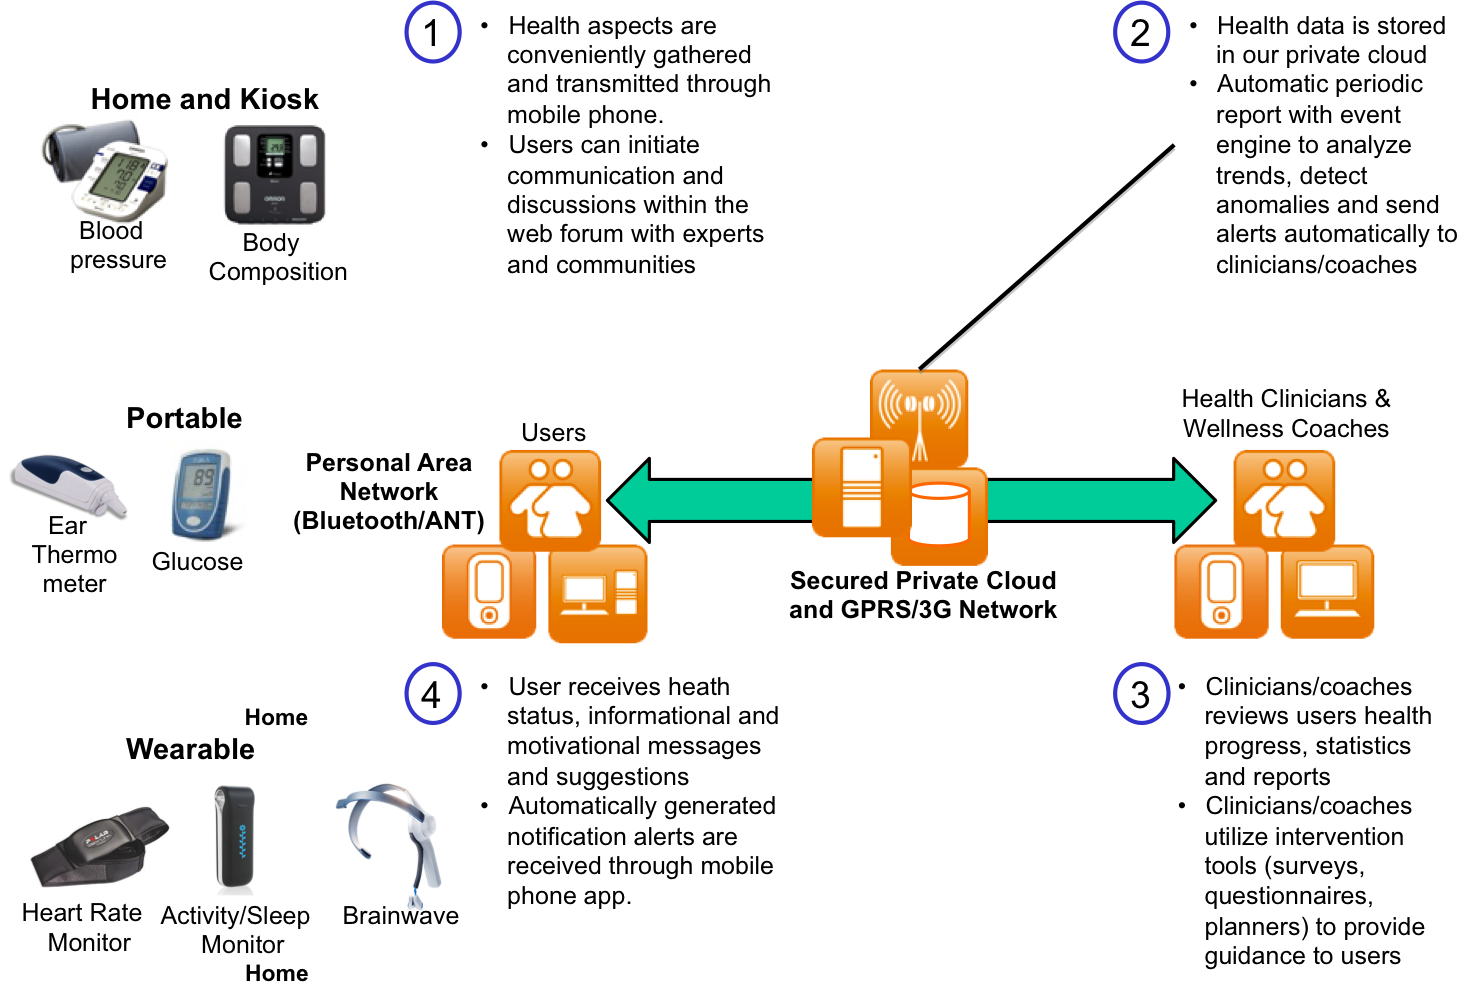 1
• Health aspects are
conveniently gathered
and transmitted through
mobile phone.
• Users can initiate
communication and
discussions within the
web forum with experts
and communities
2
• Health data is stored
in our private cloud
• Automatic periodic
report with event
engine to analyze
trends, detect
anomalies and send
alerts automatically to
clinicians/coaches
Home and Kiosk
Blood
pressure
OMRON
Body
Composition
Portable
Ear
Thermo
meter
89
Glucose
Personal Area
Network
(Bluetooth/ANT)
Users
Secured Private Cloud
and GPRS/3G Network
Health Clinicians &
Wellness Coaches
Home
Wearable
POLAR
Heart Rate
Monitor
Activity/Sleep
Monitor
Home
Brainwave
4
• User receives heath
status, informational and
motivational messages
and suggestions
• Automatically generated
notification alerts are
received through mobile
phone app.
3
• Clinicians/coaches
reviews users health
progress, statistics
and reports
• Clinicians/coaches
utilize intervention
tools (surveys,
questionnaires,
planners) to provide
guidance to users